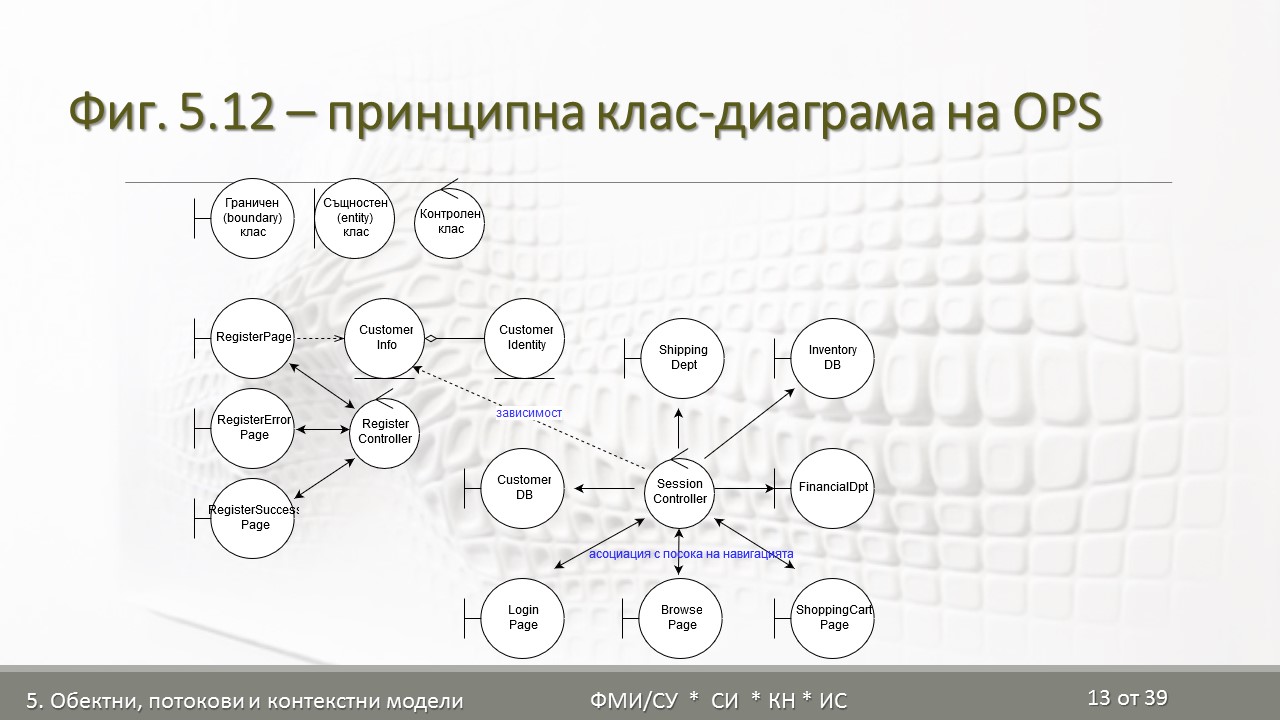 Фиг. 5.12 – принципна клас-диаграма на OPS
Граничен
(boundary)
клас
Същностен
(entity)
клас
Контролен
клас
RegisterPage
Customer
Info
Customer
Identity
Shipping
Dept
Inventory
DB
зависимост
RegisterError
Page
Register
Controller
Customer
DB
Session
Controller
FinancialDpt
RegisterSuccess
Page
асоциация с посока на навигацията
Login
Page
Browse
Page
ShoppingCart
Page
5. Обектни, потокови и контекстни модели
ФМИ/СУ * СИ * КН * ИС
13 от 39